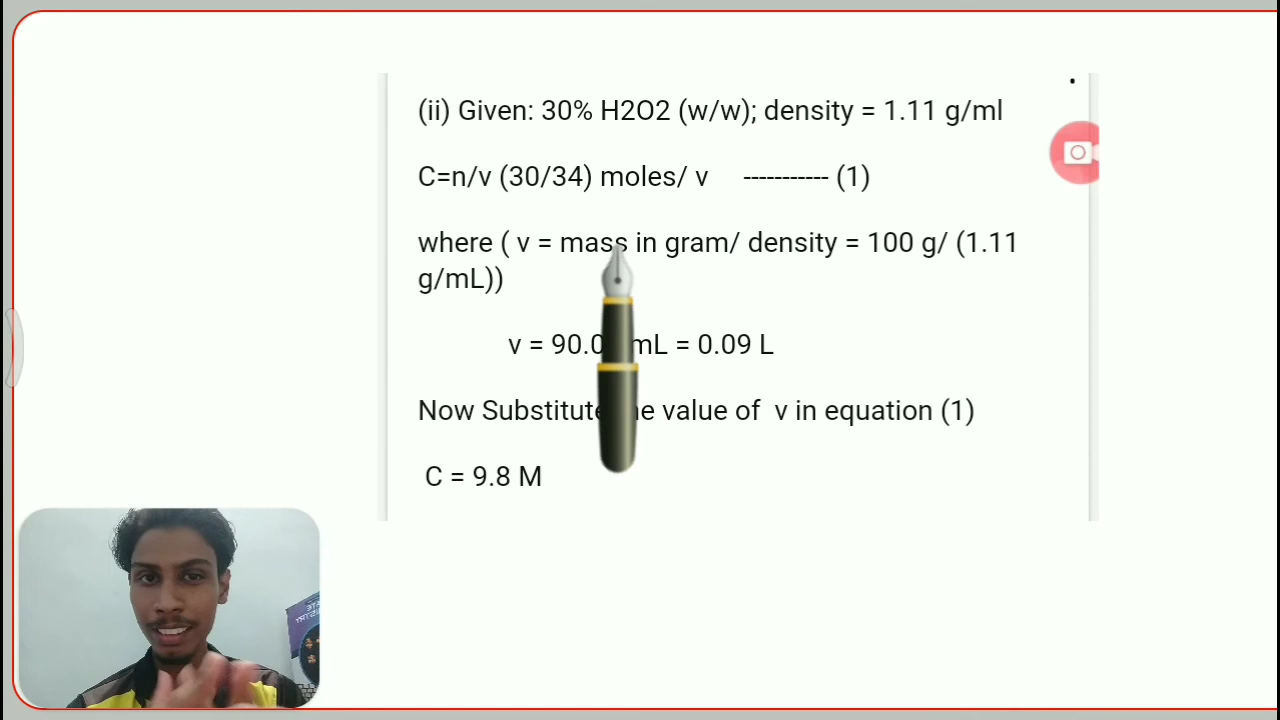 (ii) Given: 30% H2O2 (w/w); density = 1.11 g/ml
C=n/v (30/34) moles/ v ----------- (1)
where ( v = mass in gram/ density = 100 g/ (1.11
g/mL))
v = 90.0 mL = 0.09 L
Now Substitute value of v in equation (1)
C = 9.8 M